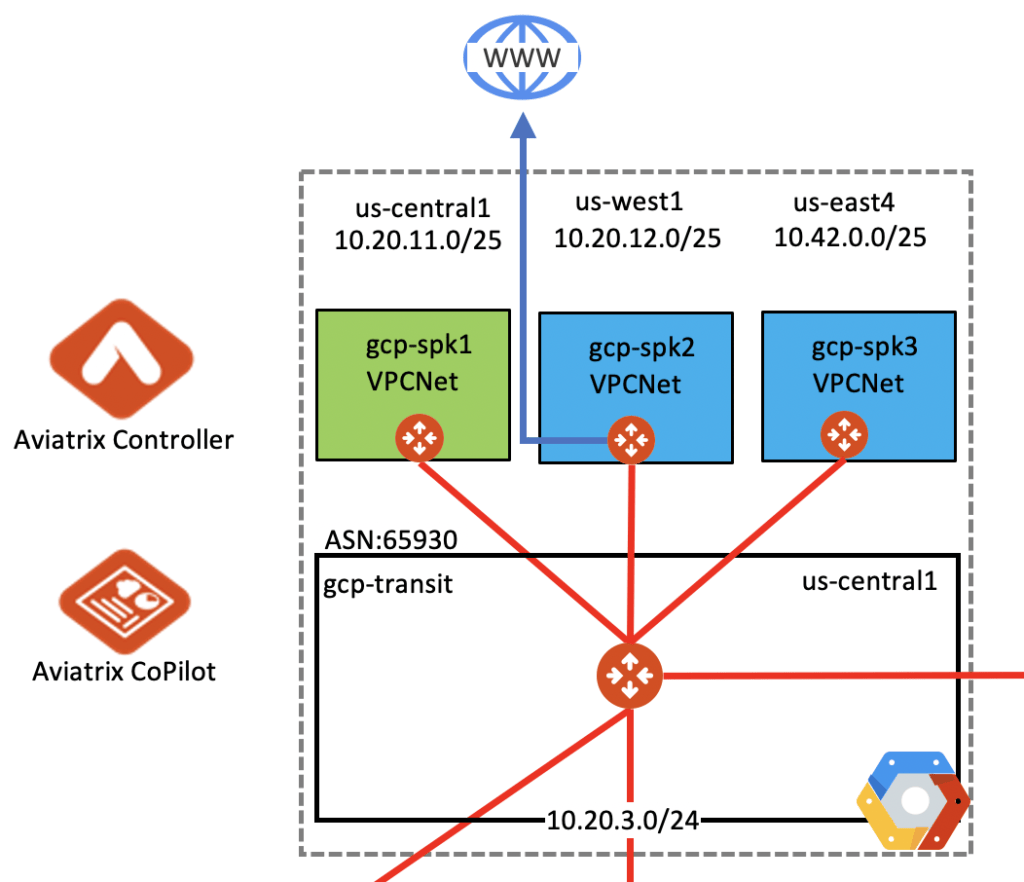 WWW
us-central1
10.20.11.0/25
us-west1
10.20.12.0/25
us-east4
10.42.0.0/25
gcp-spk1
VPCNet
gcp-spk2
VPCNet
gcp-spk3
VPCNet
Aviatrix Controller
ASN:65930
gcp-transit
us-central1
Aviatrix CoPilot
10.20.3.0/24